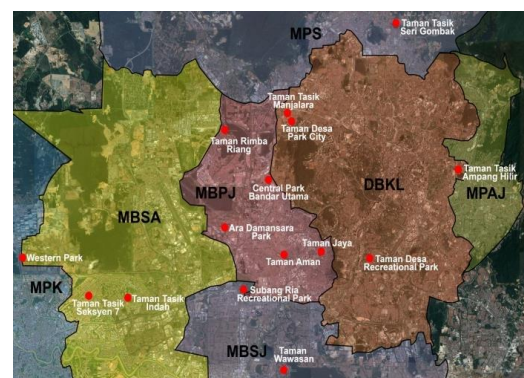 MPS
Taman Tasik
Seri Gombak
Taman Tasik
Manjalara
Taman Desa
Park City
Taman Rimba
Riang
Taman Tasik
Ampang Hilir
MBPJ
Central Park
Bandar Utama
DBKL
MPAJ
MBSA
Ara Damansara
Park
Taman Jaya
Western Park
Taman Aman
Taman Desa
Recreational Park
MPK
Subang Ria
Recreational Park
Taman Tasik
Seksyen 7
Taman Tasik
Indah
MBSJ
Taman
Wawasan